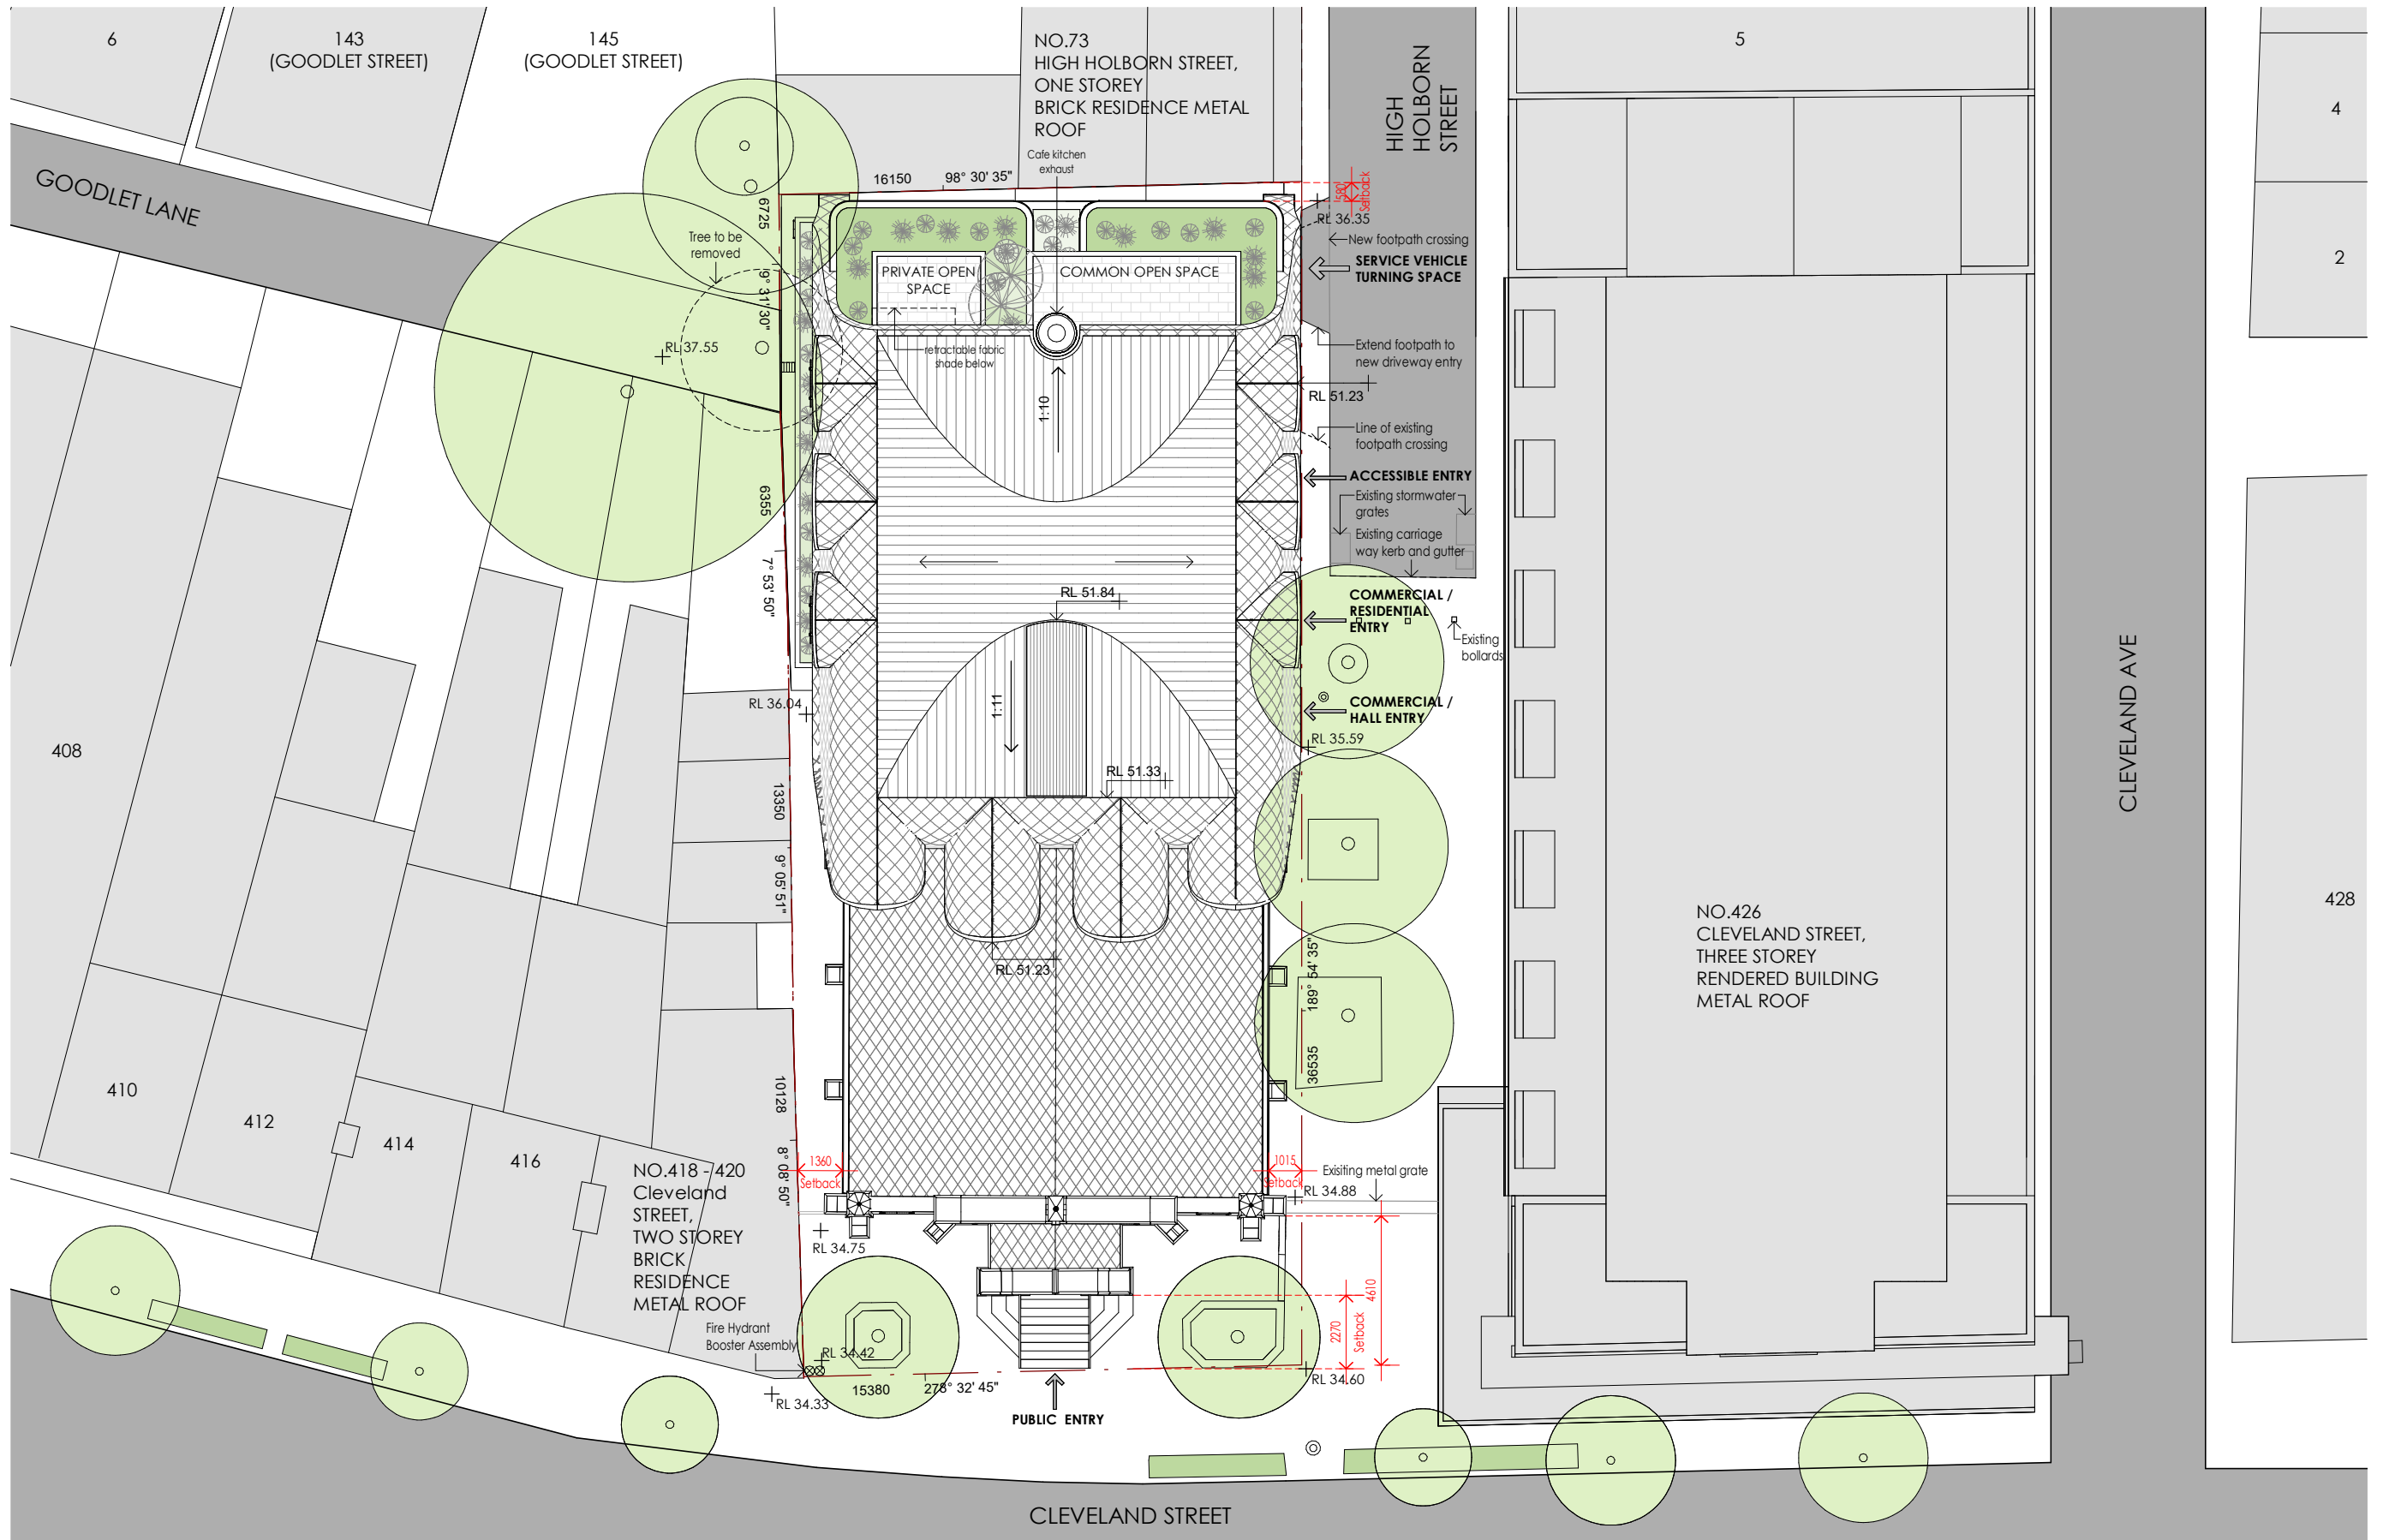 6
143
(GOODLET STREET)
145
(GOODLET STREET)
NO.73
HIGH HOLBORN STREET,
ONE STOREY
BRICK RESIDENCE METAL
ROOF
HIGH
HOLBORN
STREET
5
4
2
GOODLET LANE
Cafe kitchen
exhaust
16150
98° 30' 35"
580
Setback
RL 36.35
6725
Tree to be
removed
9° 31' 30"
New footpath crossing
SERVICE VEHICLE
TURNING SPACE
PRIVATE OPEN
SPACE
COMMON OPEN SPACE
RL 37.55
retractable fabric
shade below
Extend footpath to
new driveway entry
RL 51.23
1:10
Line of existing
footpath crossing
ACCESSIBLE ENTRY
6355
Existing stormwater
grates
Existing carriage
way kerb and gutter
7° 53' 50"
RL 51.84
COMMERCIAL /
RESIDENTIAL
ENTRY
Existing
bollards
RL 36.04
1:11
COMMERCIAL /
HALL ENTRY
RL 35.59
408
CLEVELAND AVE
RL 51.33
13350
9° 05' 51"
428
NO.426
CLEVELAND STREET,
THREE STOREY
RENDERED BUILDING
METAL ROOF
RL 51.23
189° 54' 35"
36535
410
412
414
416
10128
8° 08' 50"
NO.418 - 420
Cleveland
STREET,
TWO STOREY
BRICK
RESIDENCE
METAL ROOF
1360
Setback
1015
Setback
Exisiting metal grate
RL 34.88
RL 34.75
4610
2270
Setback
Fire Hydrant
Booster Assembly
RL 34.42
RL 34.33
15380
278° 32' 45"
RL 34.60
PUBLIC ENTRY
CLEVELAND STREET